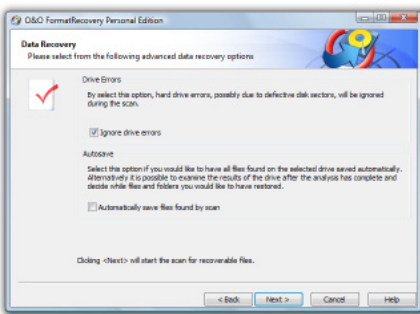 O&O FormatRecovery Personal Edition
Data Recovery
Please select from the following advanced data recovery options
Drive Errors
By select this option, hard drive errors, possibly due to defective disk sectors, will be ignored
during the scan.
Ignore drive errors
Autosave
Select this option if you would like to have all files found on the selected drive saved automatically.
Alternatively it is possible to examine the results of the drive after the analysis has complete and
decide while files and folders you would like to have restored.
Automatically save files found by scan
Clicking <Next> will start the scan for recoverable files.
< Back
Next >
Cancel
Help